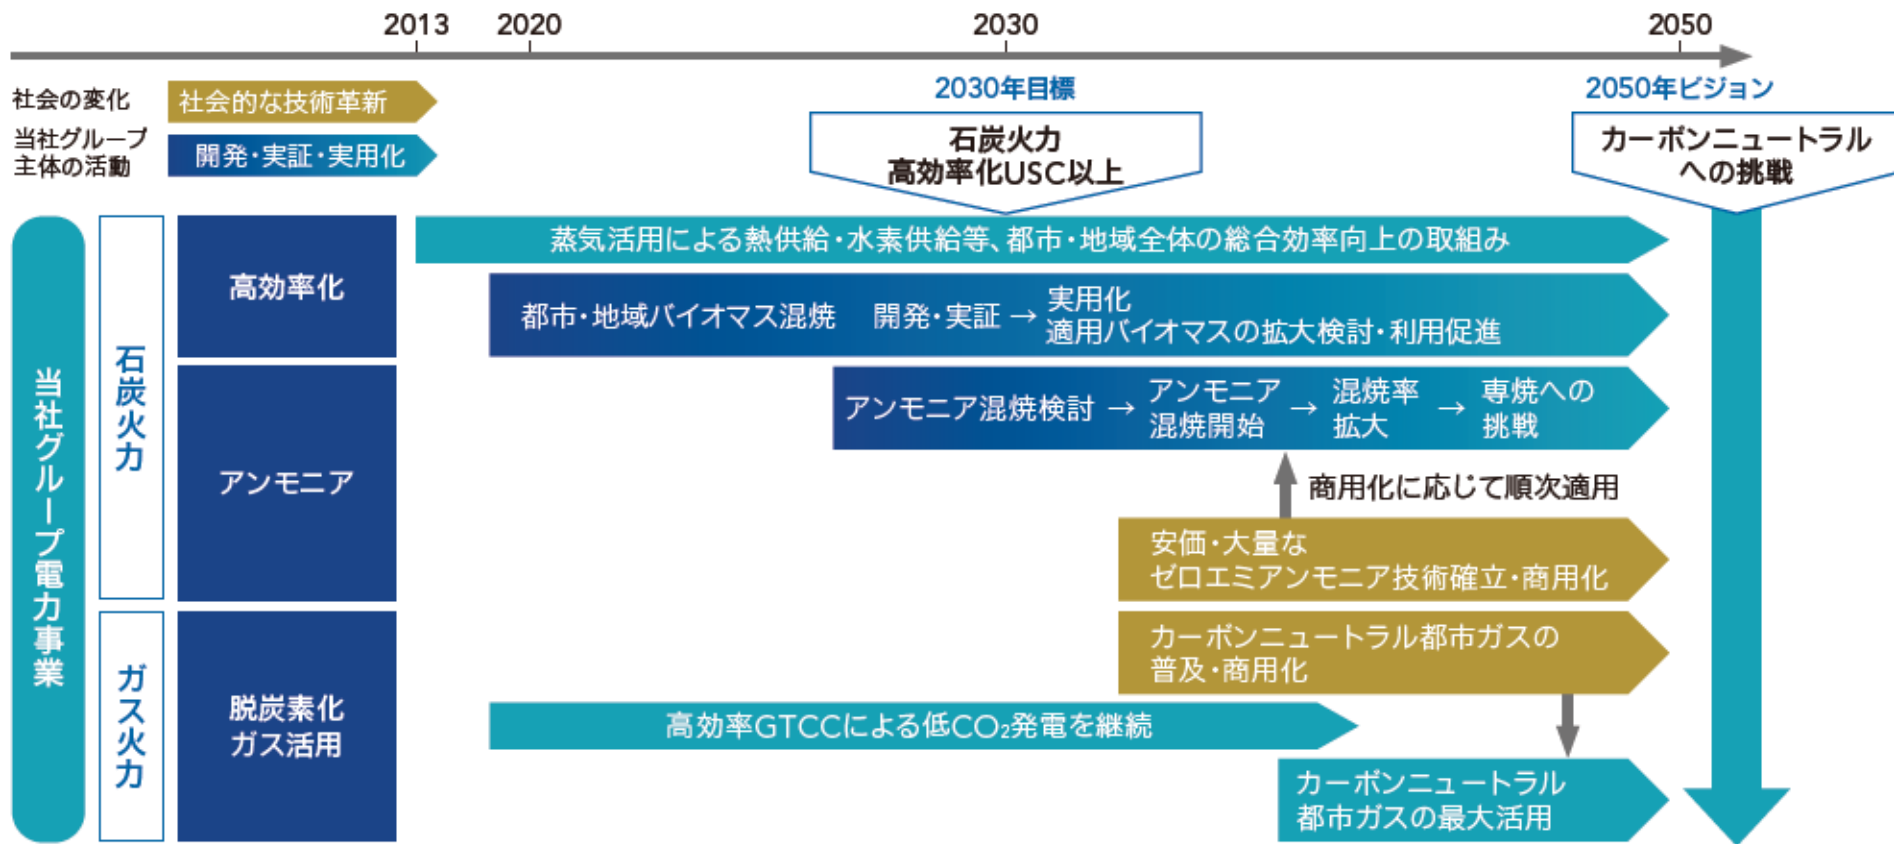 2013
2020
2030
2050
社会の変化
社会的な技術革新
当社グループ
主体の活動
開発・実証・実用化
2030年目標
石炭火力
高効率化USC以上
2050年ビジョン
カーボンニュートラル
への挑戦
当社グループ電力事業
石炭火力
高効率化
蒸気活用による熱供給・水素供給等、都市・地域全体の総合効率向上の取組み
都市・地域バイオマス混焼 開発・実証 →
実用化
適用バイオマスの拡大検討・利用促進
アンモニア
アンモニア混焼検討 →
アンモニア
混焼開始
→
混焼率
拡大
→
専焼への
挑戦
商用化に応じて順次適用
安価・大量な
ゼロエミアンモニア技術確立・商用化
ガス火力
脱炭素化
ガス活用
カーボンニュートラル都市ガスの
普及・商用化
高効率GTCCによる低CO₂発電を継続
カーボンニュートラル
都市ガスの最大活用